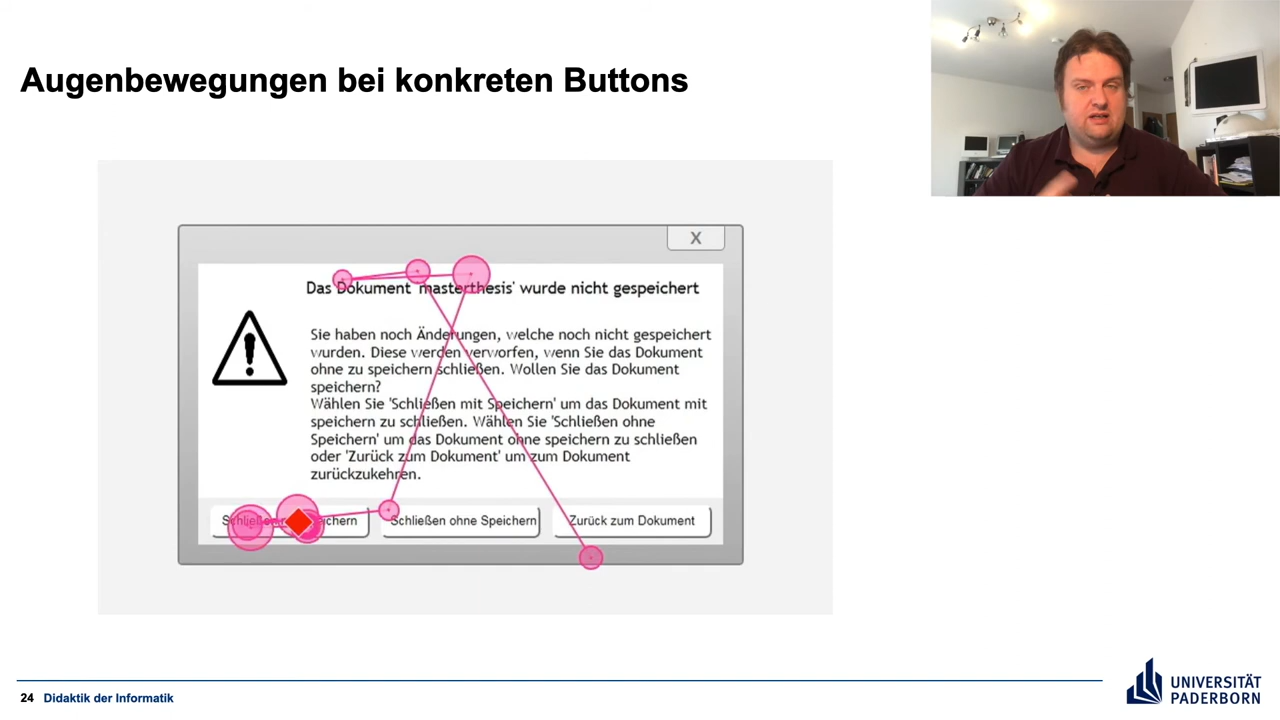 Augenbewegungen bei konkreten Buttons
X
Das Dokument 'masterthesis' wurde nicht gespeichert
Sie haben noch Änderungen, welche noch nicht gespeichert
wurden. Diese werden verworfen, wenn Sie das Dokument
ohne zu speichern schließen. Wollen Sie das Dokument
speichern?
Wählen Sie 'Schließen mit Speichern' um das Dokument mit
speichern zu schließen. Wählen Sie 'Schließen ohne
Speichern' um das Dokument ohne speichern zu schließen
oder 'Zurück zum Dokument' um zum Dokument
zurückzukehren.
Schließen ohne Speichern
Zurück zum Dokument
24 Didaktik der Informatik
UNIVERSITÄT
PADERBORN